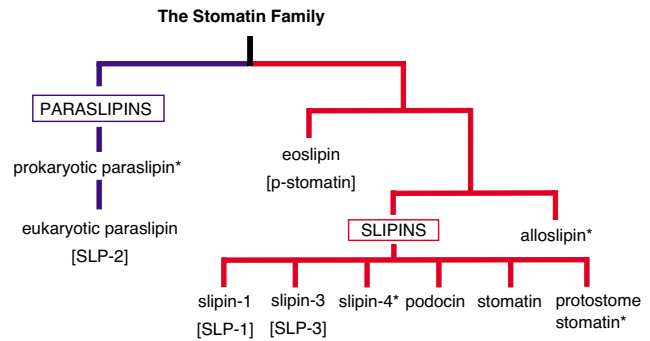 The Stomatin Family
PARASLIPINS
prokaryotic paraslipin*
eukaryotic paraslipin
[SLP-2]
eoslipin
[p-stomatin]
SLIPINS
alloslipin*
slipin-1
[SLP-1]
slipin-3
[SLP-3]
slipin-4*
podocin
stomatin
protostome
stomatin*